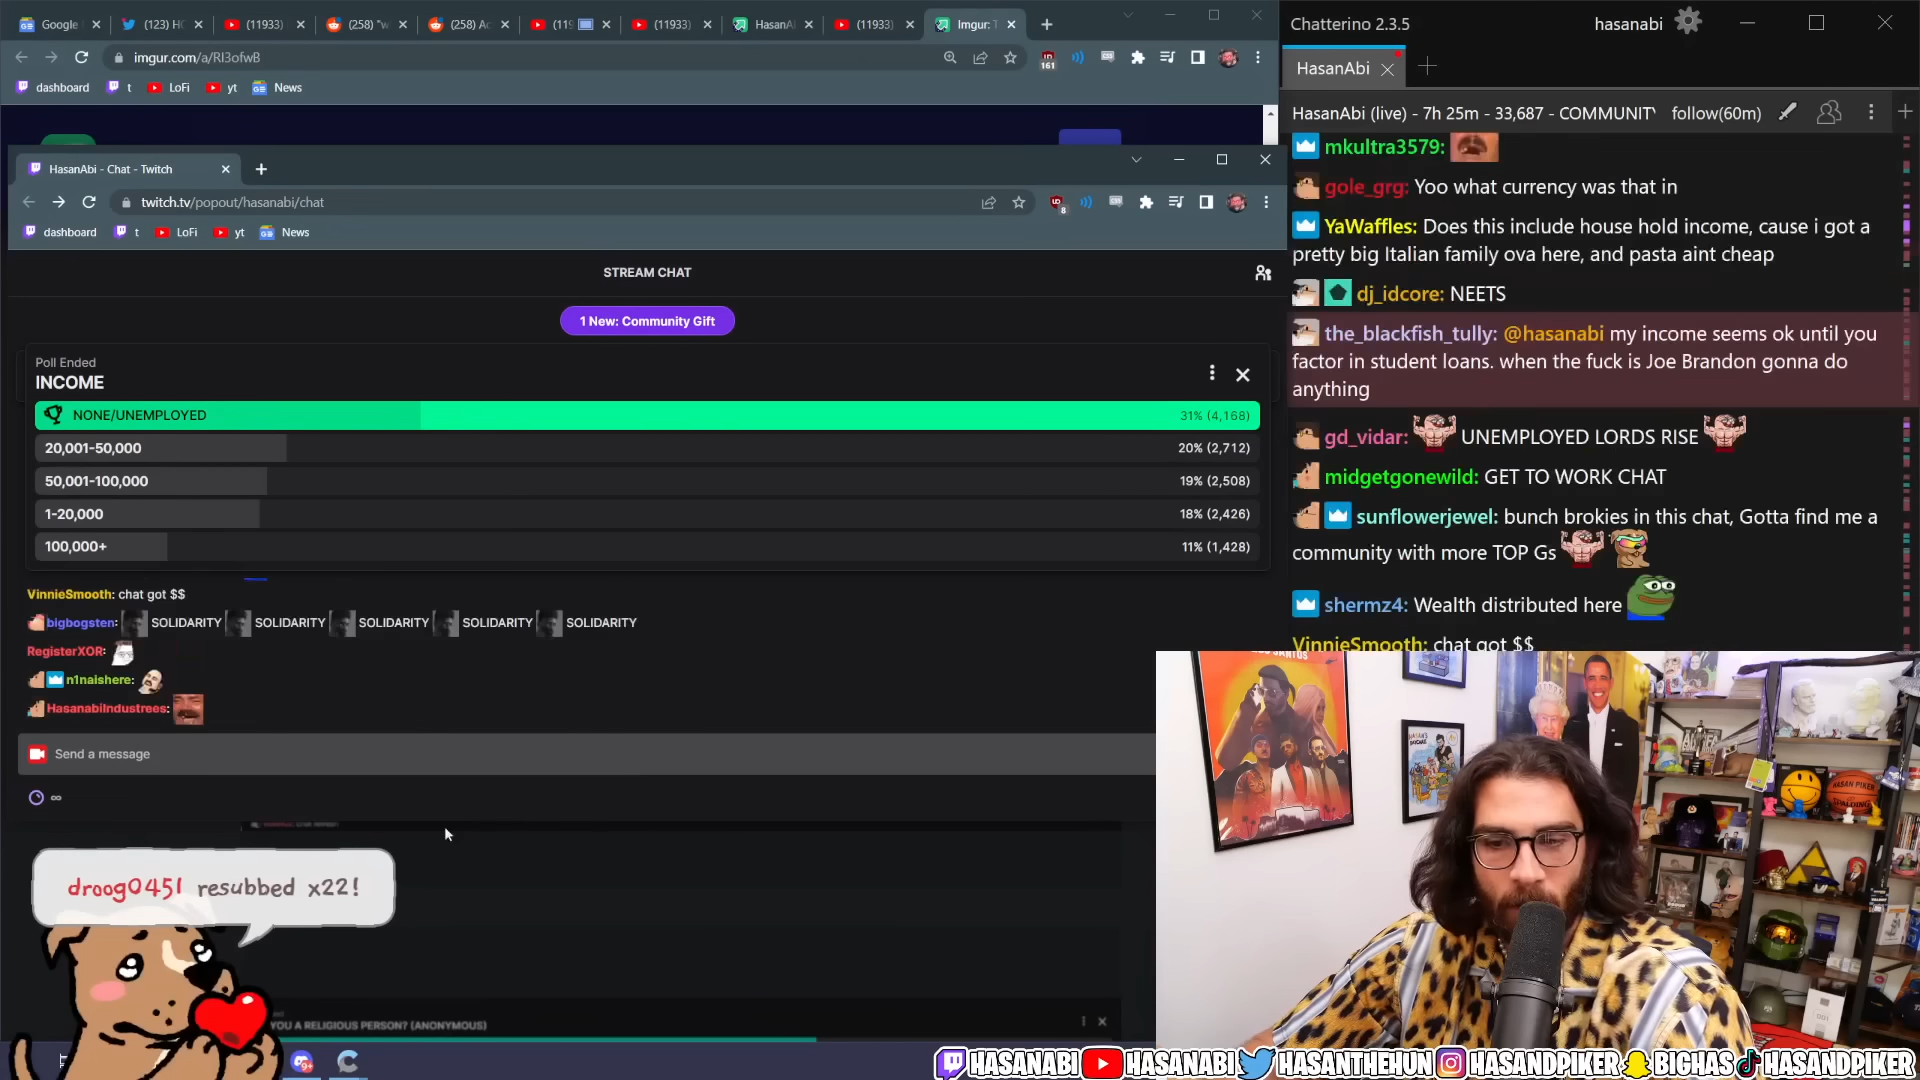 Google
(123) H
(11933)
(258) "w
(258) Ac
(119
(11933)
HasanA
(11933)
Imgur: T
imgur.com/a/RI3ofwB
161
dashboard
t
LoFi
yt
News
HasanAbi - Chat - Twitch
twitch.tv/popout/hasanabi/chat
8
dashboard
t
LoFi
yt
News
STREAM CHAT
1 New: Community Gift
Poll Ended
INCOME
NONE/UNEMPLOYED 31% (4,168)
20,001-50,000 20% (2,712)
50,001-100,000 19% (2,508)
1-20,000 18% (2,426)
100,000+ 11% (1,428)
VinnieSmooth: chat got $$
bigbogsten: SOLIDARITY SOLIDARITY SOLIDARITY SOLIDARITY SOLIDARITY
RegisterXOR:
n1naishere:
HasanabiIndustrees:
Send a message
∞
droog0451 resubbed x22!
YOU A RELIGIOUS PERSON? (ANONYMOUS)
Chatterino 2.3.5
hasanabi
HasanAbi
HasanAbi (live) - 7h 25m - 33,687 - COMMUNITY follow(60m)
mkultra3579:
gole_grg: Yoo what currency was that in
YaWaffles: Does this include house hold income, cause i got a
pretty big Italian family ova here, and pasta aint cheap
dj_idcore: NEETS
the_blackfish_tully: @hasanabi my income seems ok until you
factor in student loans. when the fuck is Joe Brandon gonna do
anything
gd_vidar: UNEMPLOYED LORDS RISE
midgetgonewild: GET TO WORK CHAT
sunflowerjewel: bunch brokies in this chat, Gotta find me a
community with more TOP Gs
shermz4: Wealth distributed here
VinnieSmooth: chat got $$
HASAN PIKER
SPALDING
HASANABI HASANABI HASANTHEHUN HASANDPIKER BIGHAS HASANDPIKER